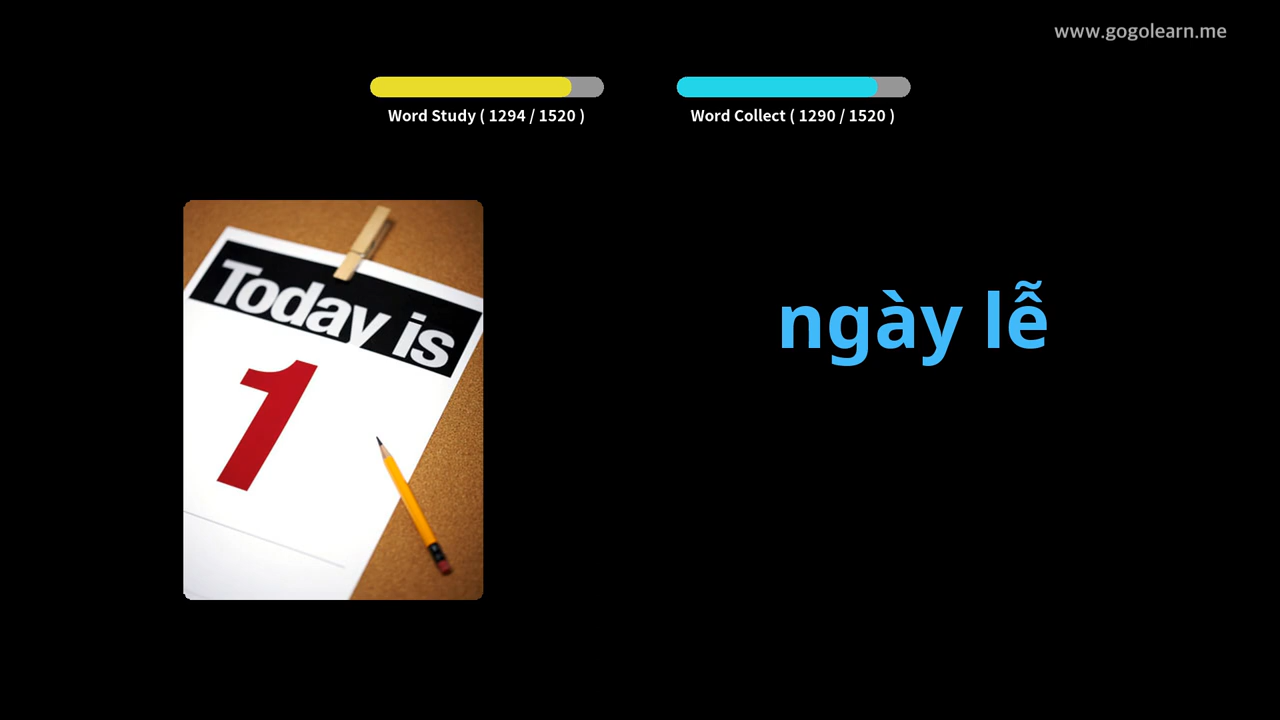 www.gogolearn.me
Word Study ( 1294 / 1520 )
Word Collect ( 1290 / 1520 )
Today is
1
ngày lễ